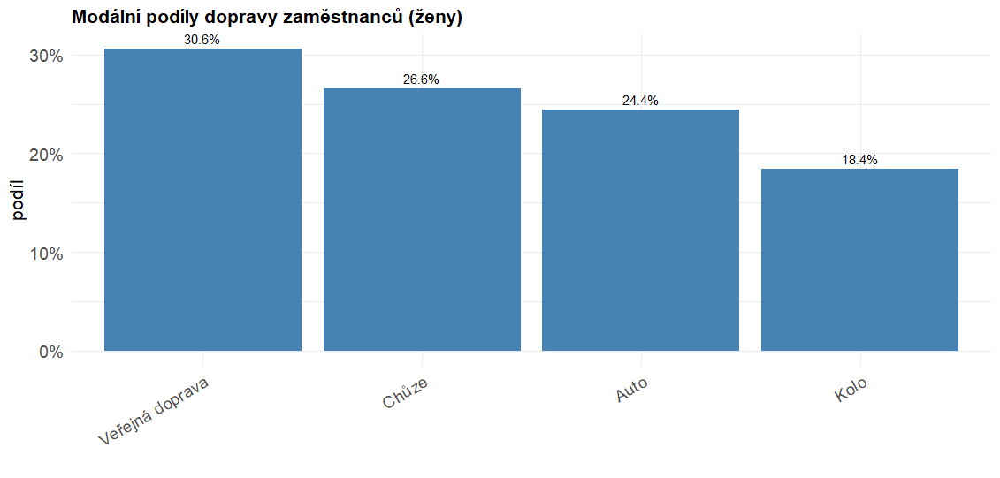 Modální podíly dopravy zaměstnanců (ženy)
30.6%
26.6%
24.4%
18.4%
30%
20%
10%
0%
podíl
Veřejná doprava
Chůze
Auto
Kolo